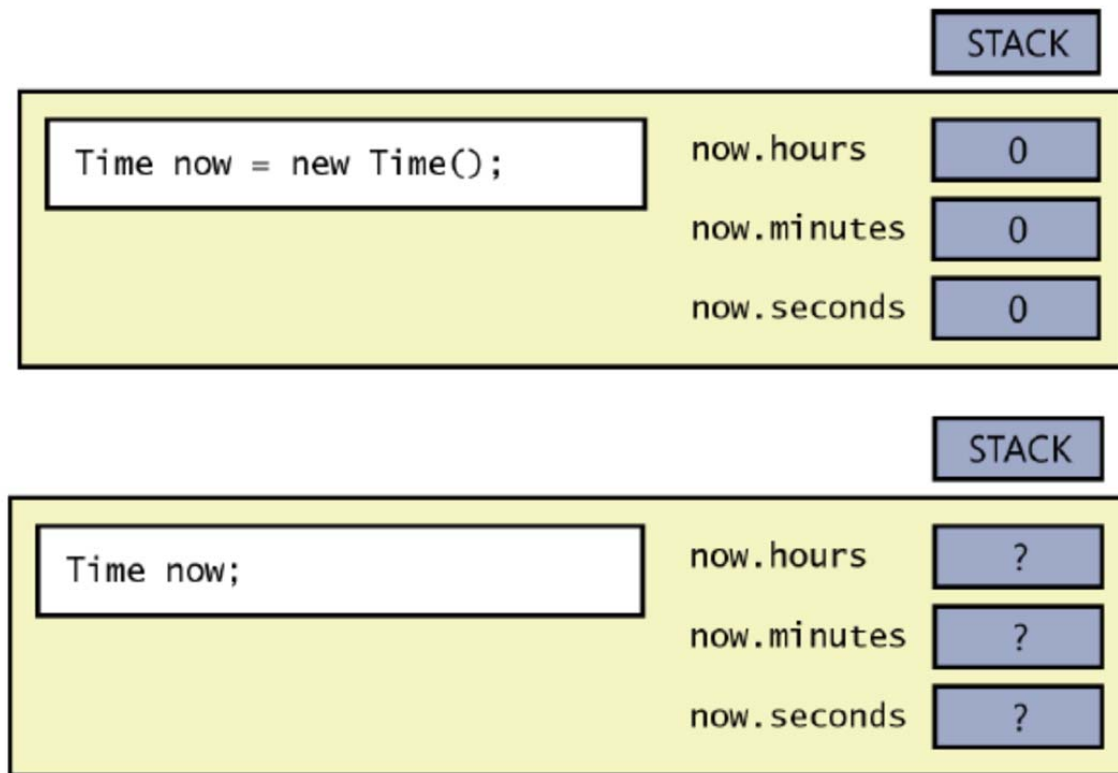 STACK
Time now = new Time();
now.hours 0
now.minutes 0
now.seconds 0
STACK
Time now;
now.hours ?
now.minutes ?
now.seconds ?